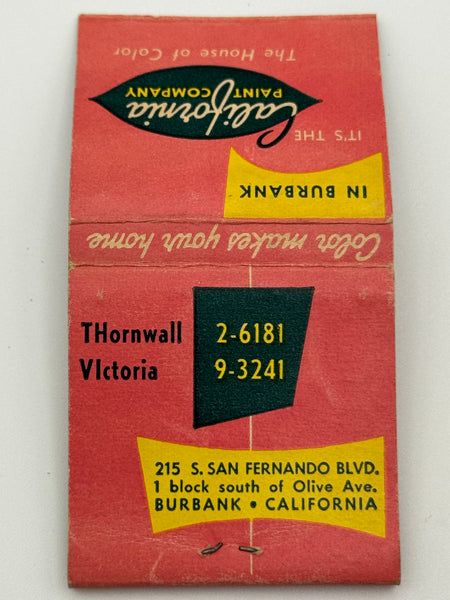 IN BURBANK
IT'S THE
California
PAINT COMPANY
The House of Color
Color makes your home
THornwall 2-6181
VIctoria 9-3241
215 S. SAN FERNANDO BLVD.
1 block south of Olive Ave.
BURBANK • CALIFORNIA